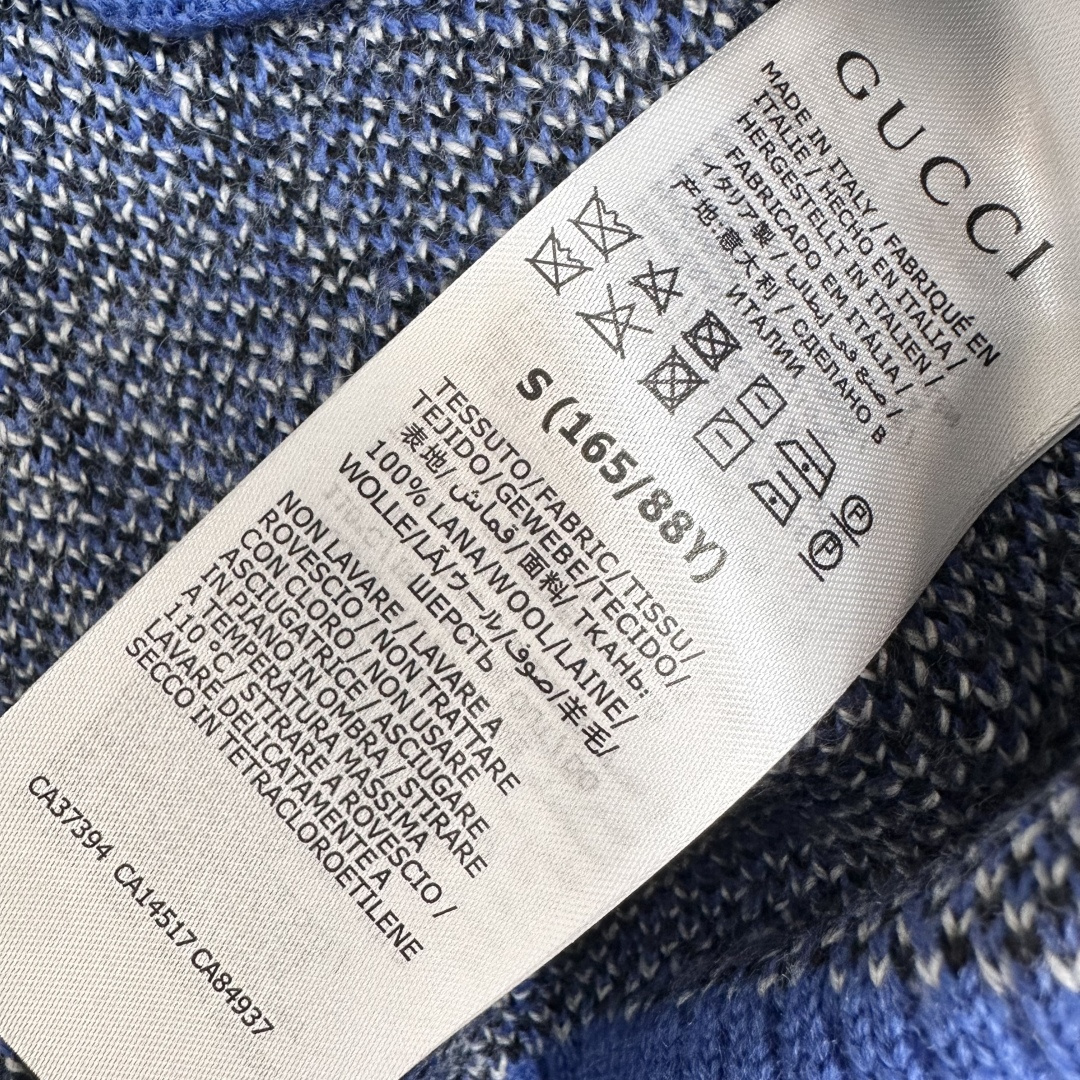 GUCCI
MADE IN ITALY / FABRIQUÉ EN
ITALIE / HECHO EN ITALIA /
HERGESTELLT IN ITALIEN /
FABRICADO EM ITÁLIA /
イタリア製 / صنع في إيطاليا /
产地:意大利 / СДЕЛАНО В
ИТАЛИИ
S (165/88Y)
TESSUTO/FABRIC/TISSU/
TEJIDO/GEWEBE/TECIDO/
表地/قماش/面料/ТКАНЬ:
100% LANA/WOOL/LAINE/
WOLLE/LÃ/ウール/صوف/羊毛/
ШЕРСТЬ
NON LAVARE / LAVARE A
ROVESCIO / NON TRATTARE
CON CLORO / NON USARE
ASCIUGATRICE / ASCIUGARE
IN PIANO IN OMBRA / STIRARE
A TEMPERATURA MASSIMA
110°C / STIRARE A ROVESCIO /
LAVARE DELICATAMENTE A
SECCO IN TETRACLOROETILENE
CA37394 CA14517 CA84937